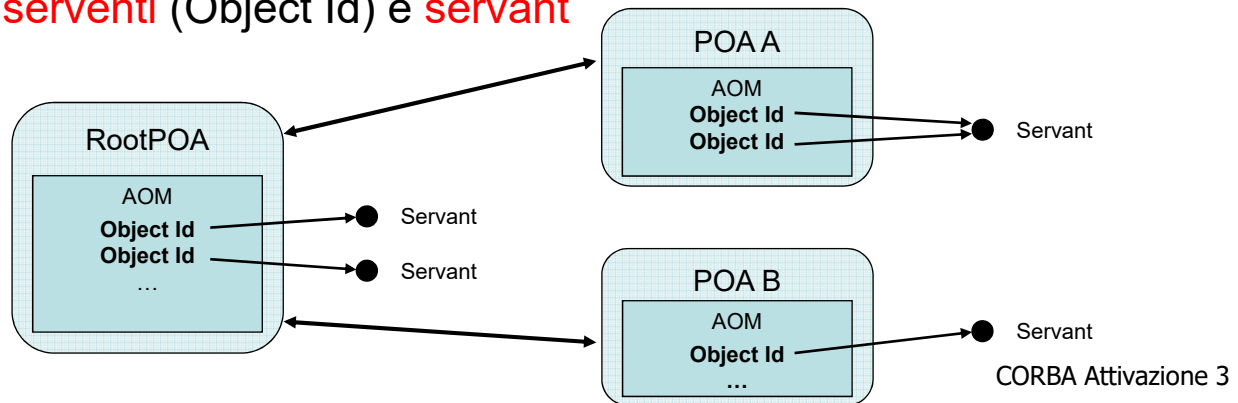 serventi (Object Id) e servant
POA A
AOM
Object Id
Object Id
Servant
RootPOA
AOM
Object Id
Object Id
…
Servant
Servant
POA B
AOM
Object Id
…
Servant
CORBA Attivazione 3